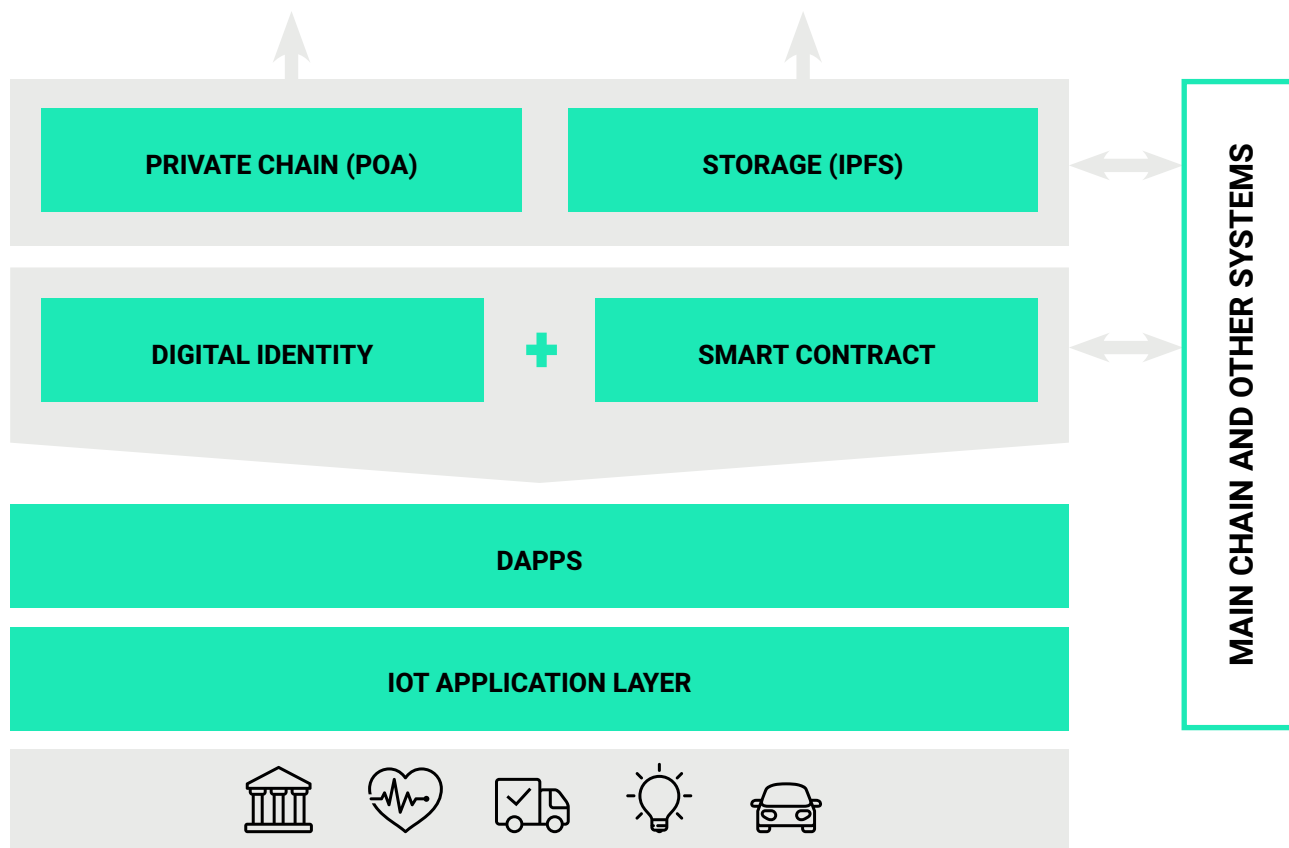 PRIVATE CHAIN (POA)
STORAGE (IPFS)
DIGITAL IDENTITY
SMART CONTRACT
DAPPS
IOT APPLICATION LAYER
MAIN CHAIN AND OTHER SYSTEMS